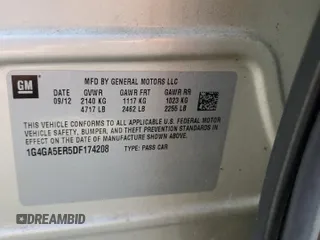 GM
MFD BY GENERAL MOTORS LLC
DATE GVWR GAWR FRT GAWR RR
09/12 2140 KG 1117 KG 1023 KG
4717 LB 2462 LB 2255 LB
THIS VEHICLE CONFORMS TO ALL APPLICABLE U.S. FEDERAL MOTOR
VEHICLE SAFETY, BUMPER, AND THEFT PREVENTION STANDARDS
IN EFFECT ON THE DATE OF MANUFACTURE SHOWN ABOVE.
1G4GA5ER5DF174208 TYPE: PASS CAR
DREAMBID